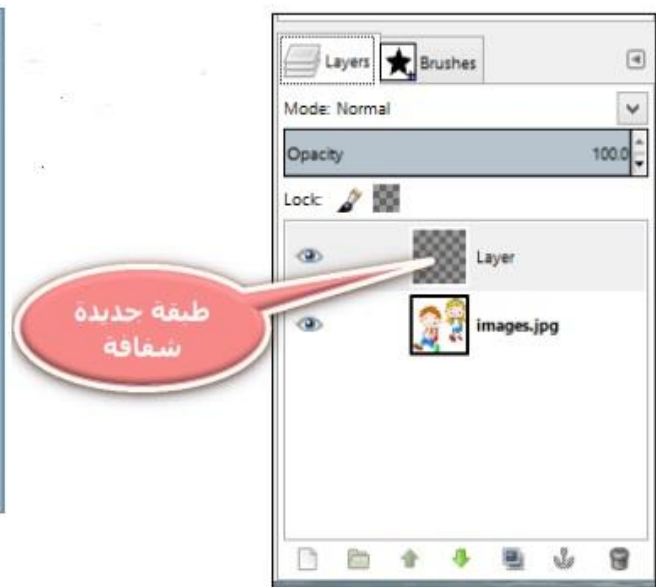 Layers Brushes
Mode: Normal
Opacity 100.0
Lock:
Layer
طبقة جديدة
شفافة
images.jpg